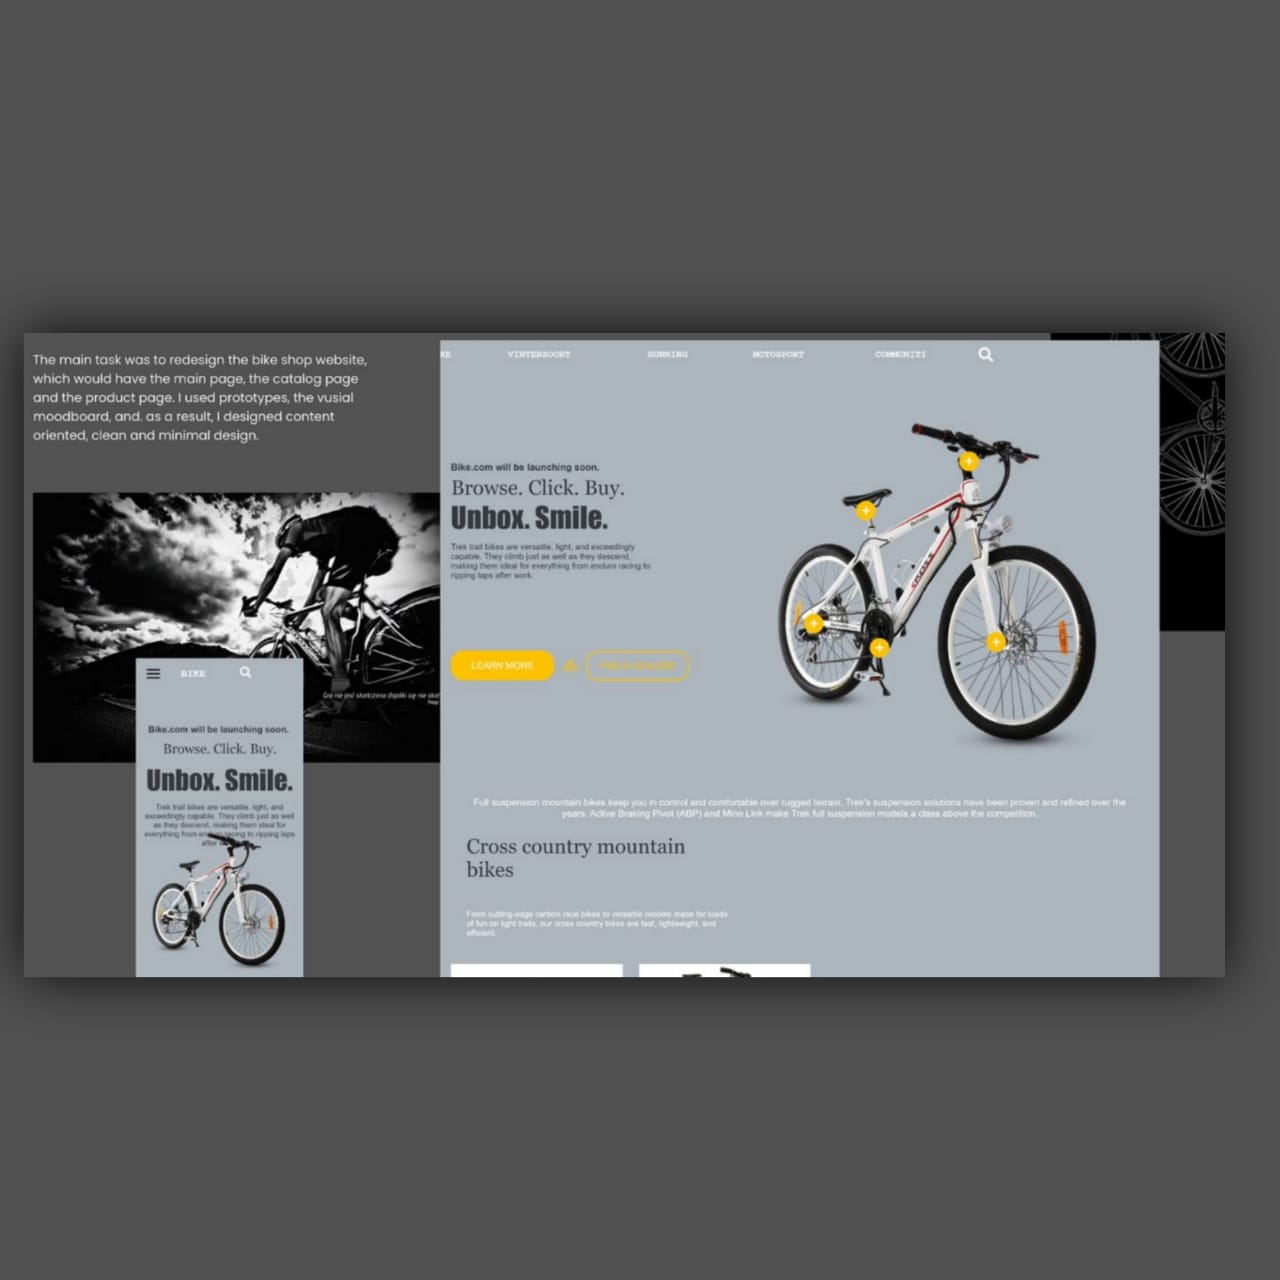 The main task was to redesign the bike shop website,
which would have the main page, the catalog page
and the product page. I used prototypes, the vusial
moodboard, and. as a result, I designed content
oriented, clean and minimal design.
KE
VINTERSOORT
RUNNING
MOTOSPORT
COMMUNITI
Bike.com will be launching soon.
Browse. Click. Buy.
Unbox. Smile.
Trek trail bikes are versatile, light, and exceedingly
capable. They climb just as well as they descend,
making them ideal for everything from enduro racing to
ripping laps after work.
LEARN MORE
Gra nie jest skończona dopóki się nie skoń
BIKE
Bike.com will be launching soon.
Browse. Click. Buy.
Unbox. Smile.
Trek trail bikes are versatile, light, and
exceedingly capable. They climb just as well
as they descend, making them ideal for
everything from enduro racing to ripping laps
after
Full suspension mountain bikes keep you in control and comfortable over rugged terrain. Trek's suspension solutions have been proven and refined over the
years. Active Braking Pivot (ABP) and Mino Link make Trek full suspension models a class above the competition.
Cross country mountain
bikes
From cutting-edge carbon race bikes to versatile models made for loads
of fun on light trails, our cross country bikes are fast, lightweight, and
efficient.